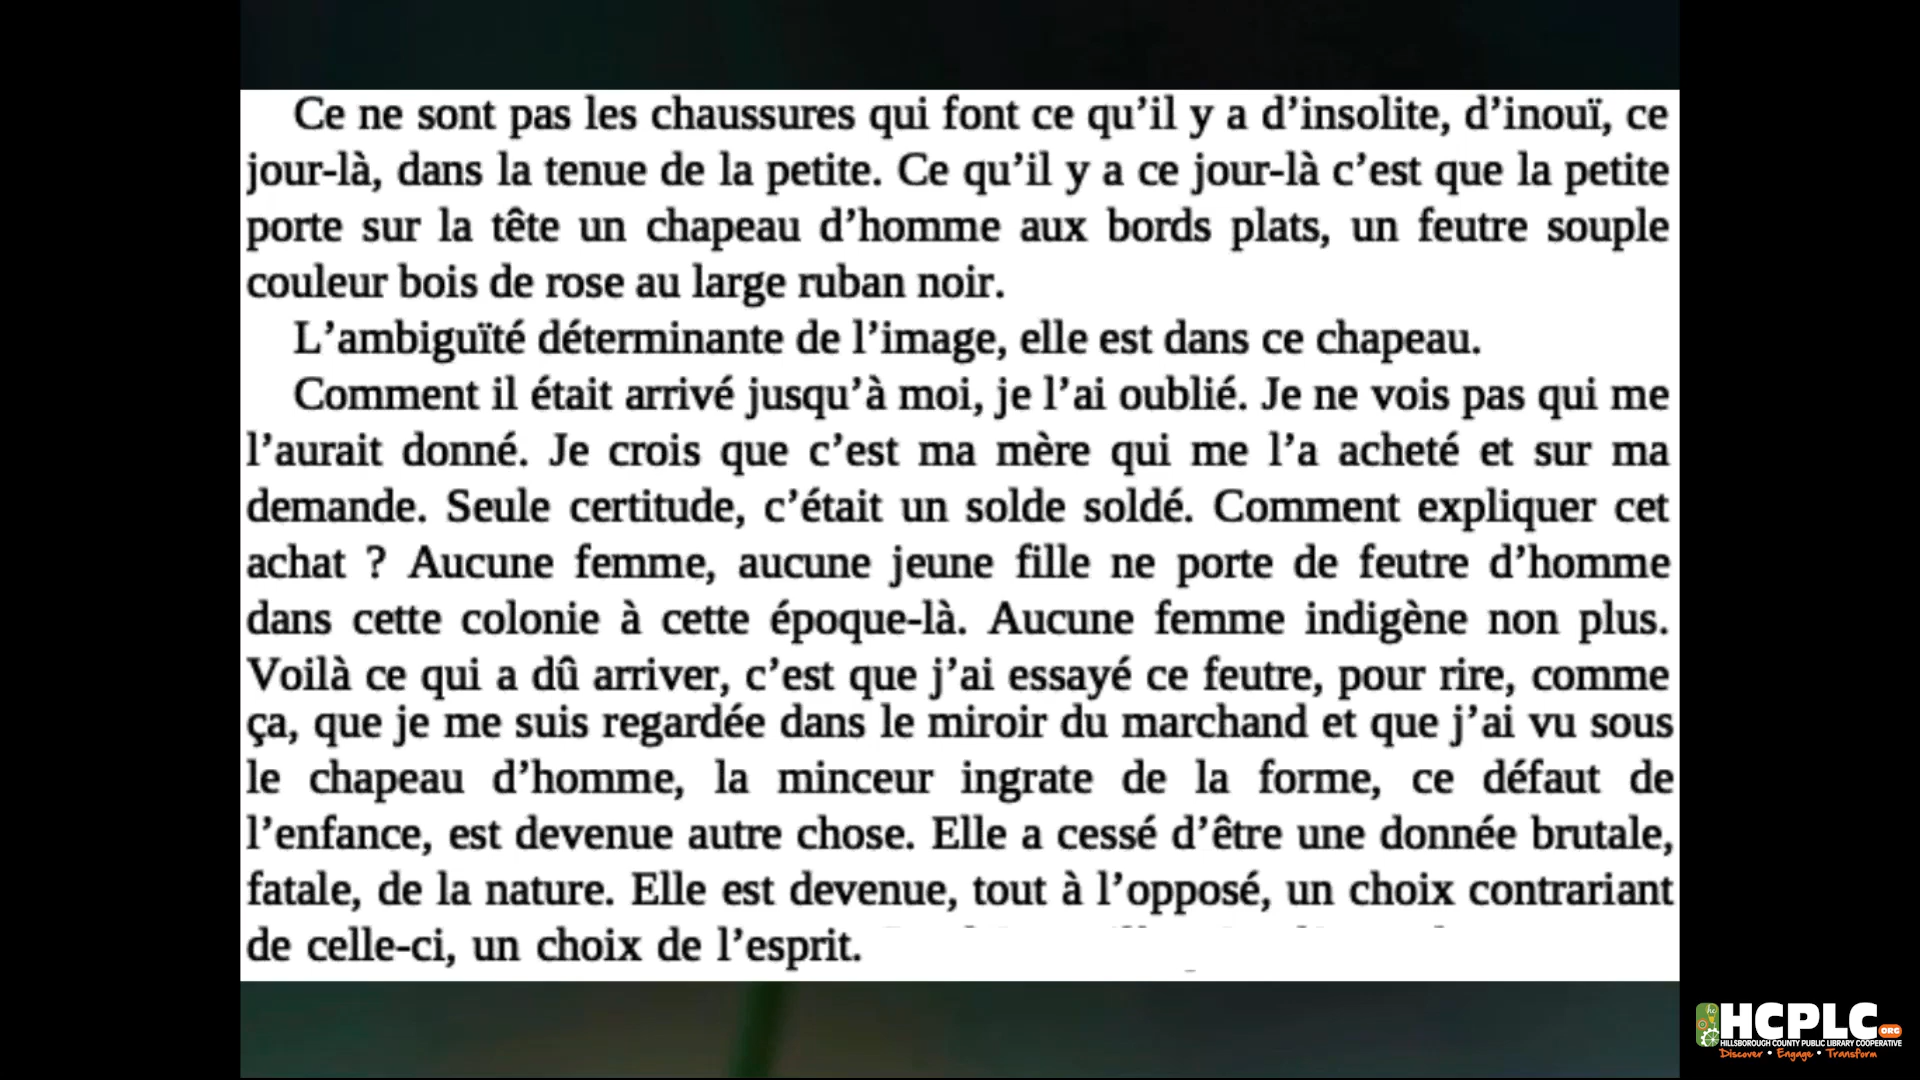 Ce ne sont pas les chaussures qui font ce qu’il y a d’insolite, d’inouï, ce
jour-là, dans la tenue de la petite. Ce qu’il y a ce jour-là c’est que la petite
porte sur la tête un chapeau d’homme aux bords plats, un feutre souple
couleur bois de rose au large ruban noir.
L’ambiguïté déterminante de l’image, elle est dans ce chapeau.
Comment il était arrivé jusqu’à moi, je l’ai oublié. Je ne vois pas qui me
l’aurait donné. Je crois que c’est ma mère qui me l’a acheté et sur ma
demande. Seule certitude, c’était un solde soldé. Comment expliquer cet
achat ? Aucune femme, aucune jeune fille ne porte de feutre d’homme
dans cette colonie à cette époque-là. Aucune femme indigène non plus.
Voilà ce qui a dû arriver, c’est que j’ai essayé ce feutre, pour rire, comme
ça, que je me suis regardée dans le miroir du marchand et que j’ai vu sous
le chapeau d’homme, la minceur ingrate de la forme, ce défaut de
l’enfance, est devenue autre chose. Elle a cessé d’être une donnée brutale,
fatale, de la nature. Elle est devenue, tout à l’opposé, un choix contrariant
de celle-ci, un choix de l’esprit.
HCPLC.ORG
HILLSBOROUGH COUNTY PUBLIC LIBRARY COOPERATIVE
Discover • Engage • Transform